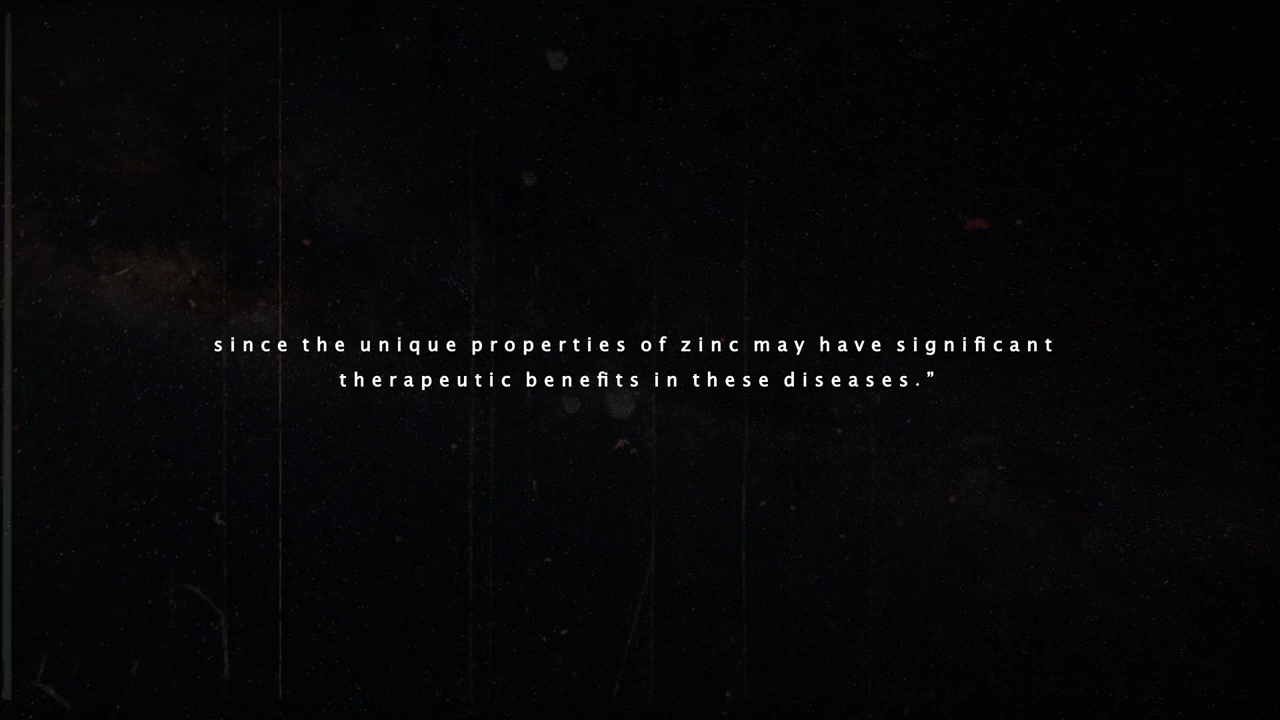 since the unique properties of zinc may have significant
therapeutic benefits in these diseases.”